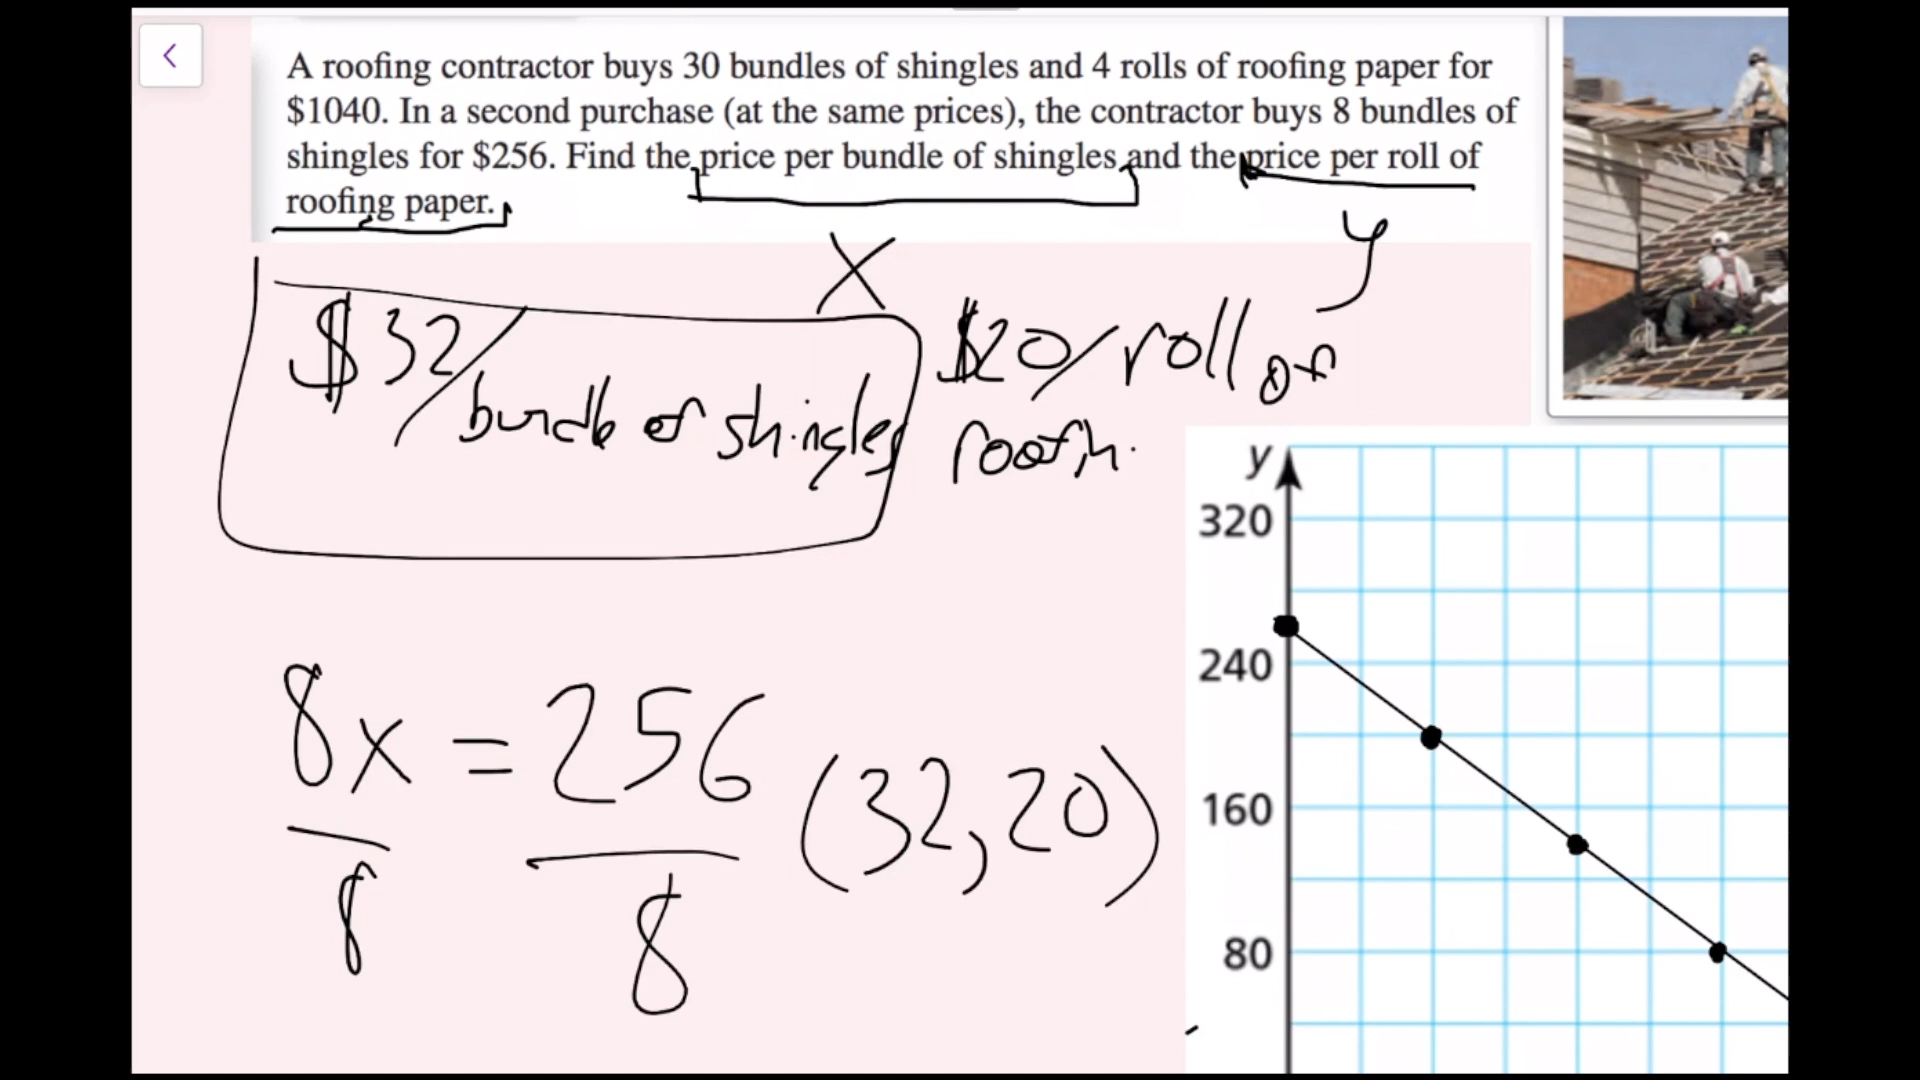 A roofing contractor buys 30 bundles of shingles and 4 rolls of roofing paper for
$1040. In a second purchase (at the same prices), the contractor buys 8 bundles of
shingles for $256. Find the price per bundle of shingles and the price per roll of
roofing paper.
x
y
$32/
bundle of shingles
$20/roll of
roofin.
y
320
240
160
80
8x = 256
8 8
(32,20)